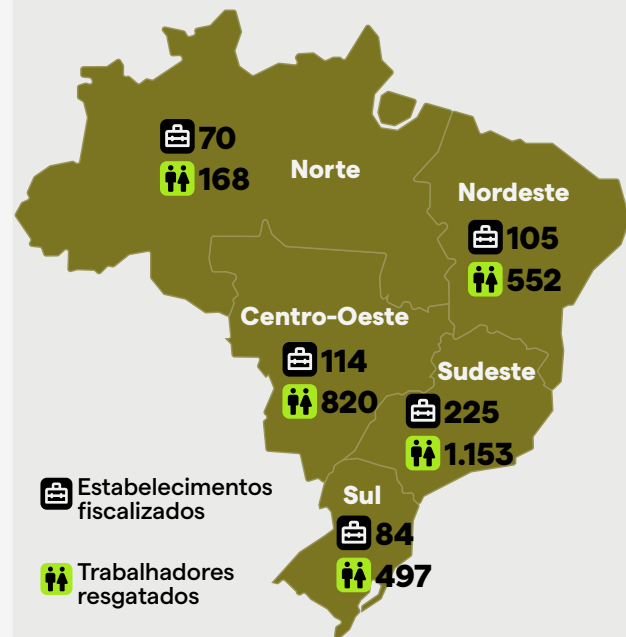 70
168
Norte
Nordeste
105
552
Centro-Oeste
114
820
Sudeste
225
1.153
Sul
84
497
Estabelecimentos
fiscalizados
Trabalhadores
resgatados